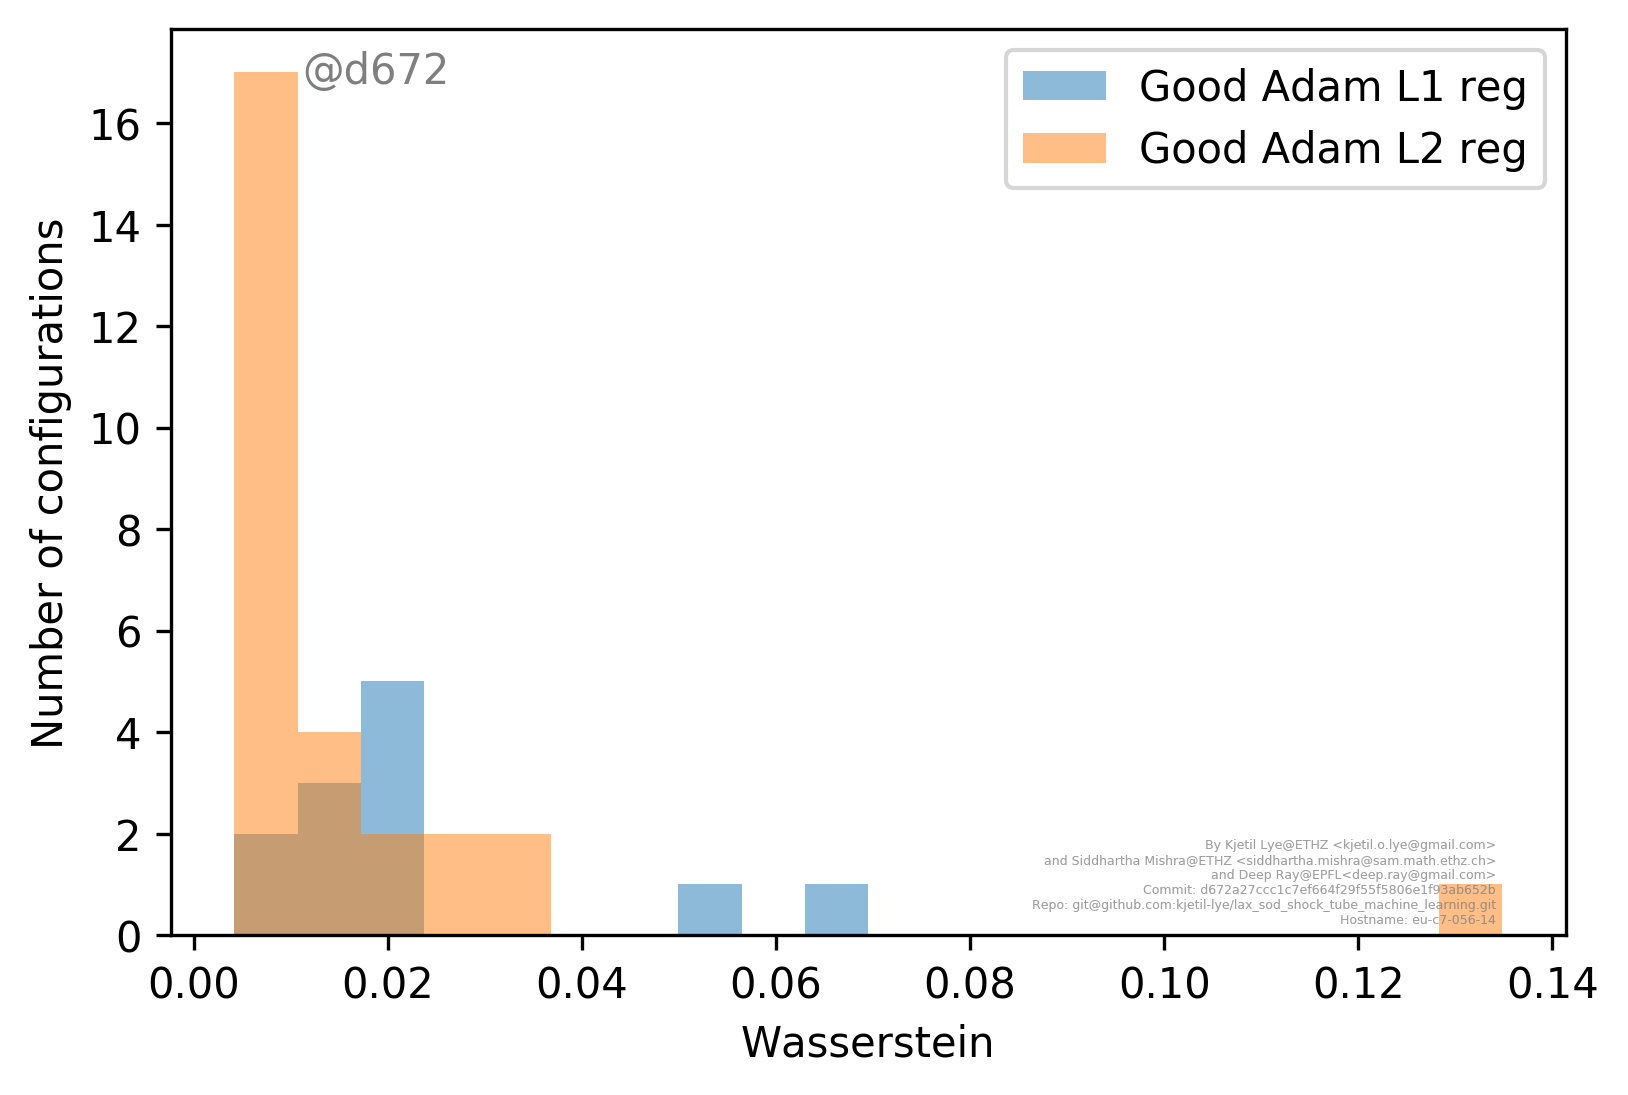 @d672
Good Adam L1 reg
Good Adam L2 reg
Number of configurations
16
14
12
10
8
6
4
2
0
By Kjetil Lye@ETHZ <kjetil.o.lye@gmail.com>
and Siddhartha Mishra@ETHZ <siddhartha.mishra@sam.math.ethz.ch>
and Deep Ray@EPFL<deep.ray@gmail.com>
Commit: d672a27ccc1c7ef664f29f55f5806e1f93ab652b
Repo: git@github.com:kjetil-lye/lax_sod_shock_tube_machine_learning.git
Hostname: eu-c7-056-14
0.00 0.02 0.04 0.06 0.08 0.10 0.12 0.14
Wasserstein